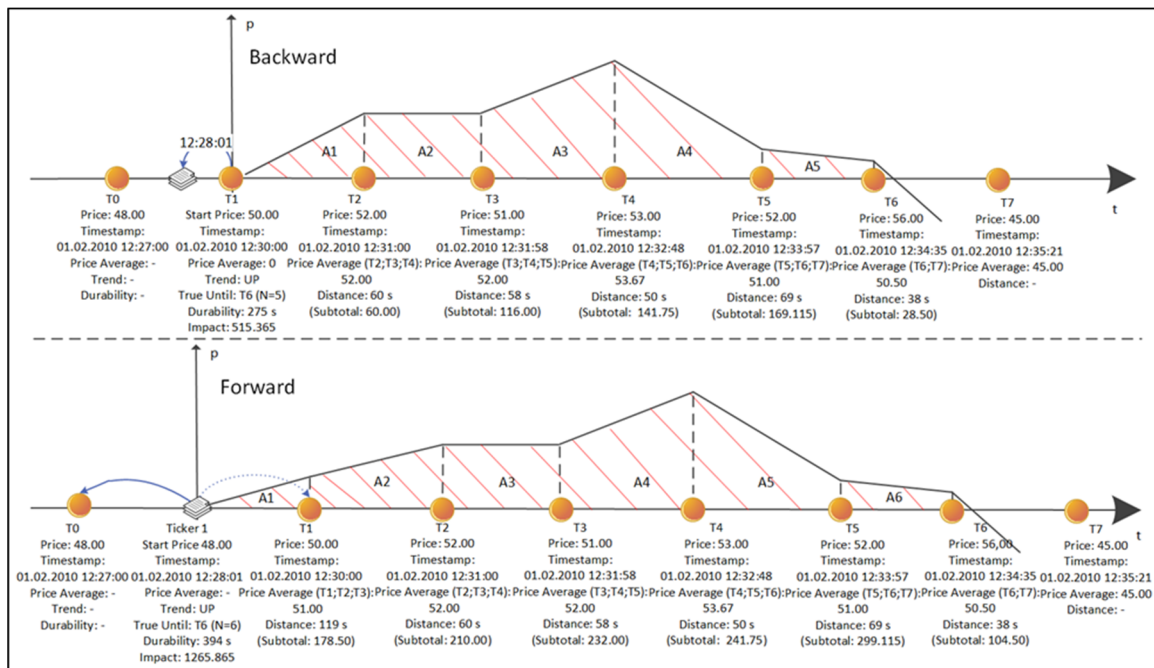 p
Backward
12:28:01
A1
A2
A3
A4
A5
t
T0
Price: 48.00
Timestamp:
01.02.2010 12:27:00
Price Average: -
Trend: -
Durability: -
T1
Start Price: 50.00
Timestamp:
01.02.2010 12:30:00
Price Average: 0
Trend: UP
True Until: T6 (N=5)
Durability: 275 s
Impact: 515.365
T2
Price: 52.00
Timestamp:
01.02.2010 12:31:00
Price Average (T2;T3;T4):
52.00
Distance: 60 s
(Subtotal: 60.00)
T3
Price: 51.00
Timestamp:
01.02.2010 12:31:58
Price Average (T3;T4;T5):
52.00
Distance: 58 s
(Subtotal: 116.00)
T4
Price: 53.00
Timestamp:
01.02.2010 12:32:48
Price Average (T4;T5;T6):
53.67
Distance: 50 s
(Subtotal: 141.75)
T5
Price: 52.00
Timestamp:
01.02.2010 12:33:57
Price Average (T5;T6;T7):
51.00
Distance: 69 s
(Subtotal: 169.115)
T6
Price: 56.00
Timestamp:
01.02.2010 12:34:35
Price Average (T6;T7):
50.50
Distance: 38 s
(Subtotal: 28.50)
T7
Price: 45.00
Timestamp:
01.02.2010 12:35:21
Price Average:
45.00
Distance: -
p
Forward
A1
A2
A3
A4
A5
A6
t
T0
Price: 48.00
Timestamp:
01.02.2010 12:27:00
Price Average: -
Trend: -
Durability: -
Ticker 1
Start Price 48.00
Timestamp:
01.02.2010 12:28:01
Price Average: -
Trend: UP
True Until: T6 (N=6)
Durability: 394 s
Impact: 1265.865
T1
Price: 50.00
Timestamp:
01.02.2010 12:30:00
Price Average (T1;T2;T3):
51.00
Distance: 119 s
(Subtotal: 178.50)
T2
Price: 52.00
Timestamp:
01.02.2010 12:31:00
Price Average (T2;T3;T4):
52.00
Distance: 60 s
(Subtotal: 210.00)
T3
Price: 51.00
Timestamp:
01.02.2010 12:31:58
Price Average (T3;T4;T5):
52.00
Distance: 58 s
(Subtotal: 232.00)
T4
Price: 53.00
Timestamp:
01.02.2010 12:32:48
Price Average (T4;T5;T6):
53.67
Distance: 50 s
(Subtotal: 241.75)
T5
Price: 52.00
Timestamp:
01.02.2010 12:33:57
Price Average (T5;T6;T7):
51.00
Distance: 69 s
(Subtotal: 299.115)
T6
Price: 56,00
Timestamp:
01.02.2010 12:34:35
Price Average (T6;T7):
50.50
Distance: 38 s
(Subtotal: 104.50)
T7
Price: 45.00
Timestamp:
01.02.2010 12:35:21
Price Average:
45.00
Distance: -